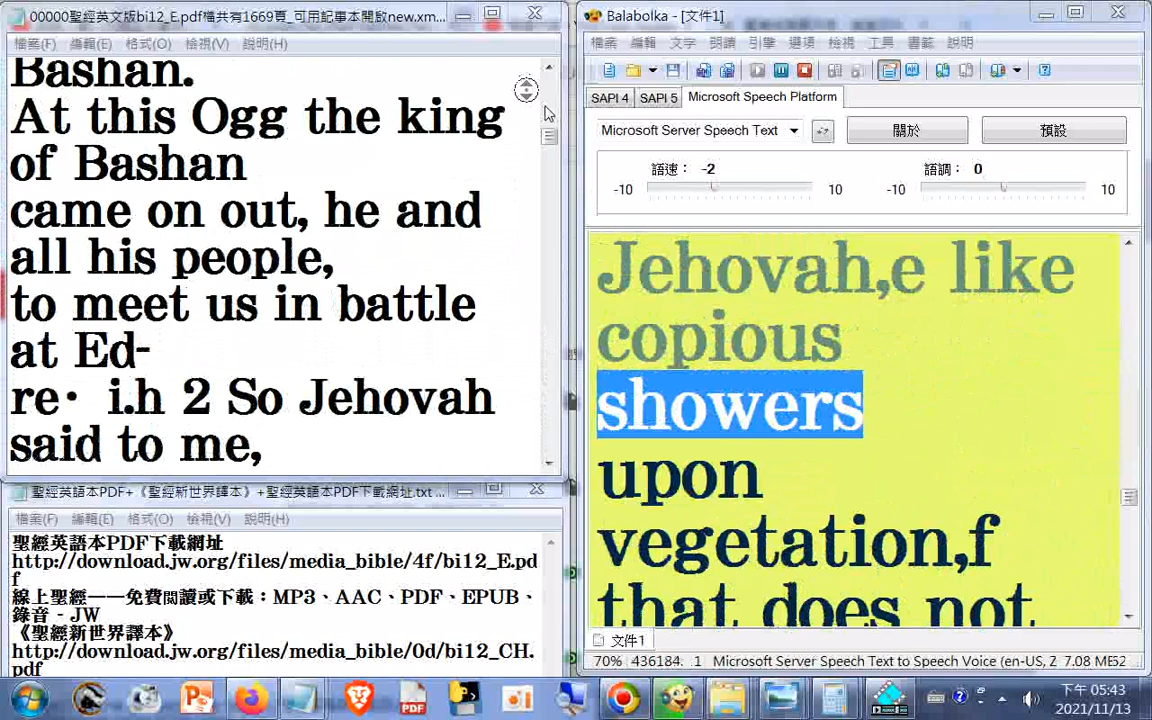 00000聖經英文版bi12_E.pdf檔共有1669頁_可用記事本開啟new.xm...
檔案(F) 編輯(E) 格式(O) 檢視(V) 說明(H)
Bashan.
At this Ogg the king
of Bashan
came on out, he and
all his people,
to meet us in battle
at Ed-
re· i.h 2 So Jehovah
said to me,
聖經英語本PDF+《聖經新世界譯本》+聖經英語本PDF下載網址.txt ...
檔案(F) 編輯(E) 格式(O) 檢視(V) 說明(H)
聖經英語本PDF下載網址
http://download.jw.org/files/media_bible/4f/bi12_E.pd
f
線上聖經——免費閱讀或下載：MP3、AAC、PDF、EPUB、
錄音 - JW
《聖經新世界譯本》
http://download.jw.org/files/media_bible/0d/bi12_CH.
pdf
Balabolka - [文件1]
檔案 編輯 文字 朗讀 引擎 選項 檢視 工具 書籤 說明
SAPI 4 SAPI 5 Microsoft Speech Platform
Microsoft Server Speech Text 關於 預設
語速： -2 語調： 0
-10 10 -10 10
Jehovah,e like
copious
showers
upon
vegetation,f
that does not
文件1
70% 436184. .1 Microsoft Server Speech Text to Speech Voice (en-US, 2 7.08 ME52
下午 05:43
2021/11/13